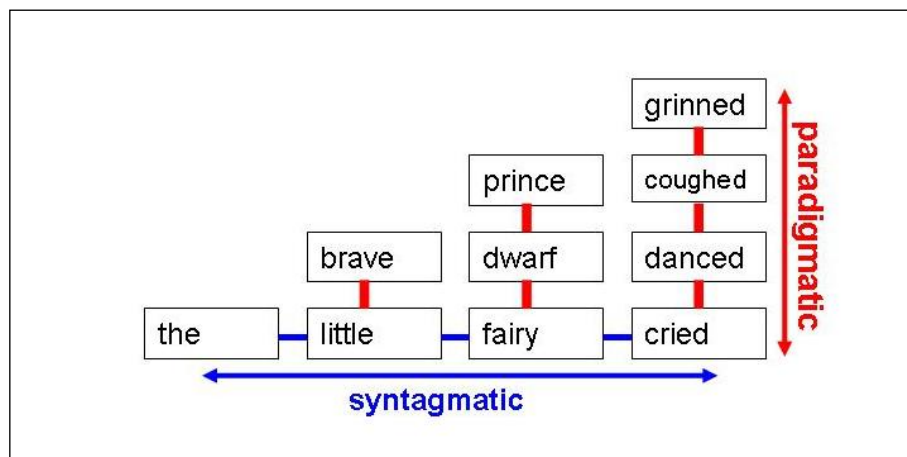 grinned
prince coughed
brave dwarf danced
the little fairy cried
syntagmatic
paradigmatic